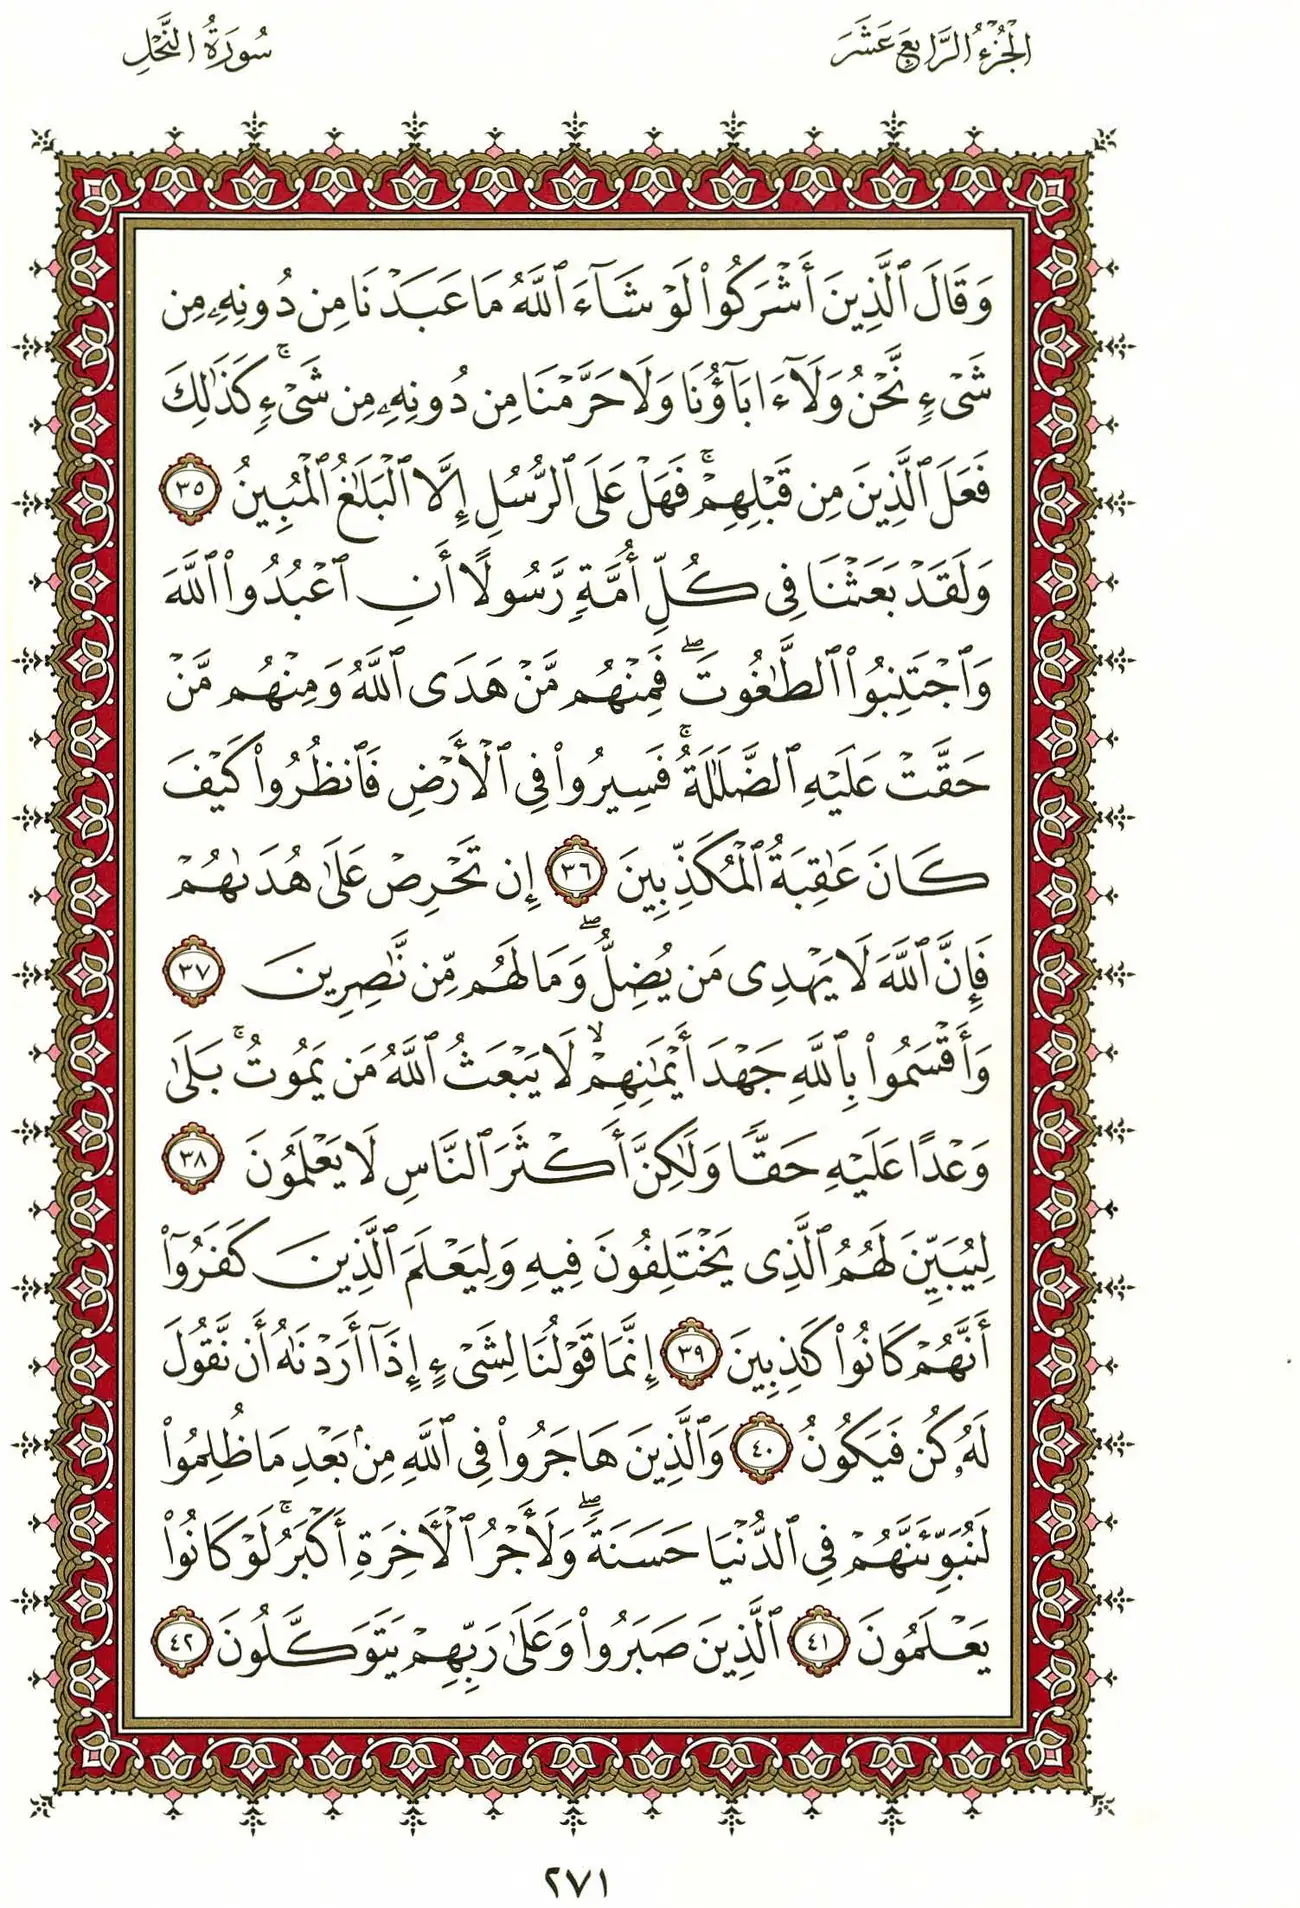 الجزء الرابع عشر
سورة النحل
وَقَالَ ٱلَّذِينَ أَشْرَكُوا۟ لَوْ شَآءَ ٱللَّهُ مَا عَبَدْنَا مِن دُونِهِۦ مِن
شَىْءٍ نَّحْنُ وَلَآ ءَابَآؤُنَا وَلَا حَرَّمْنَا مِن دُونِهِۦ مِن شَىْءٍ ۚ كَذَٰلِكَ
فَعَلَ ٱلَّذِينَ مِن قَبْلِهِمْ ۚ فَهَلْ عَلَى ٱلرُّسُلِ إِلَّا ٱلْبَلَـٰغُ ٱلْمُبِينُ ٣٥
وَلَقَدْ بَعَثْنَا فِى كُلِّ أُمَّةٍ رَّسُولًا أَنِ ٱعْبُدُوا۟ ٱللَّهَ
وَٱجْتَنِبُوا۟ ٱلطَّـٰغُوتَ ۖ فَمِنْهُم مَّنْ هَدَى ٱللَّهُ وَمِنْهُم مَّنْ
حَقَّتْ عَلَيْهِ ٱلضَّلَـٰلَةُ ۚ فَسِيرُوا۟ فِى ٱلْأَرْضِ فَٱنظُرُوا۟ كَيْفَ
كَانَ عَـٰقِبَةُ ٱلْمُكَذِّبِينَ ٣٦ إِن تَحْرِصْ عَلَىٰ هُدَىٰهُمْ
فَإِنَّ ٱللَّهَ لَا يَهْدِى مَن يُضِلُّ ۖ وَمَا لَهُم مِّن نَّـٰصِرِينَ ٣٧
وَأَقْسَمُوا۟ بِٱللَّهِ جَهْدَ أَيْمَـٰنِهِمْ ۙ لَا يَبْعَثُ ٱللَّهُ مَن يَمُوتُ ۚ بَلَىٰ
وَعْدًا عَلَيْهِ حَقًّا وَلَـٰكِنَّ أَكْثَرَ ٱلنَّاسِ لَا يَعْلَمُونَ ٣٨
لِيُبَيِّنَ لَهُمُ ٱلَّذِى يَخْتَلِفُونَ فِيهِ وَلِيَعْلَمَ ٱلَّذِينَ كَفَرُوٓا۟
أَنَّهُمْ كَانُوا۟ كَـٰذِبِينَ ٣٩ إِنَّمَا قَوْلُنَا لِشَىْءٍ إِذَآ أَرَدْنَـٰهُ أَن نَّقُولَ
لَهُۥ كُن فَيَكُونُ ٤٠ وَٱلَّذِينَ هَاجَرُوا۟ فِى ٱللَّهِ مِنۢ بَعْدِ مَا ظُلِمُوا۟
لَنُبَوِّئَنَّهُمْ فِى ٱلدُّنْيَا حَسَنَةً ۖ وَلَأَجْرُ ٱلْـَٔاخِرَةِ أَكْبَرُ ۚ لَوْ كَانُوا۟
يَعْلَمُونَ ٤١ ٱلَّذِينَ صَبَرُوا۟ وَعَلَىٰ رَبِّهِمْ يَتَوَكَّلُونَ ٤٢
٢٧١